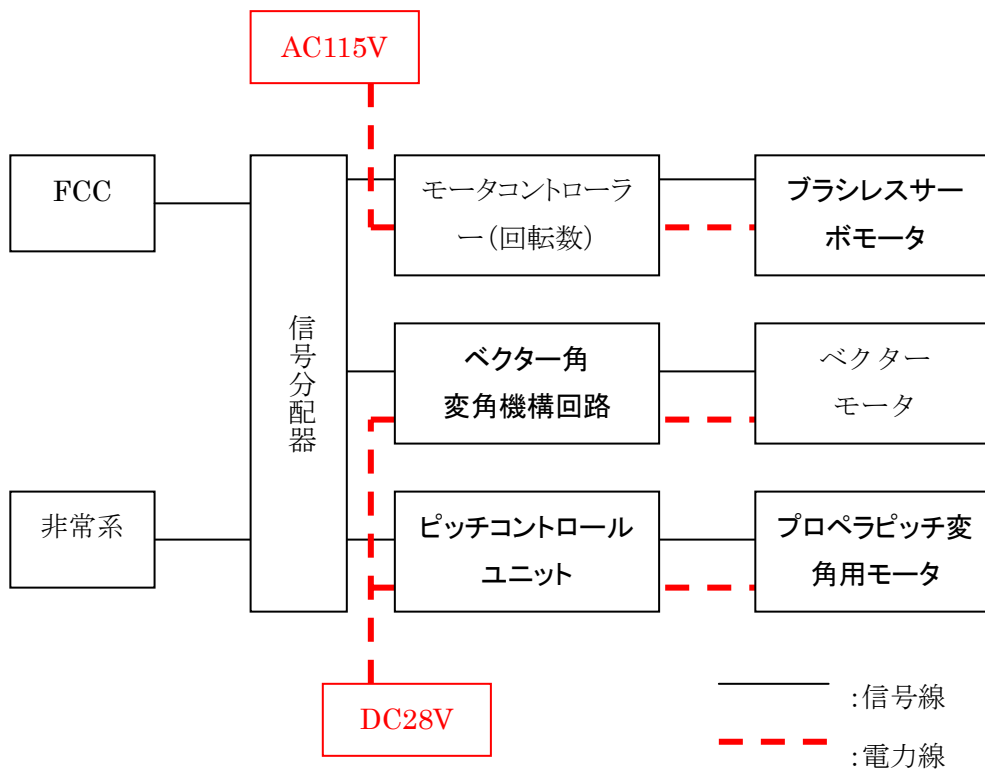 AC115V
FCC
モータコントローラ
ー(回転数)
ブラシレスサー
ボモータ
信号分配器
ベクター角
変角機構回路
ベクター
モータ
非常系
ピッチコントロール
ユニット
プロペラピッチ変
角用モータ
DC28V
:信号線
:電力線